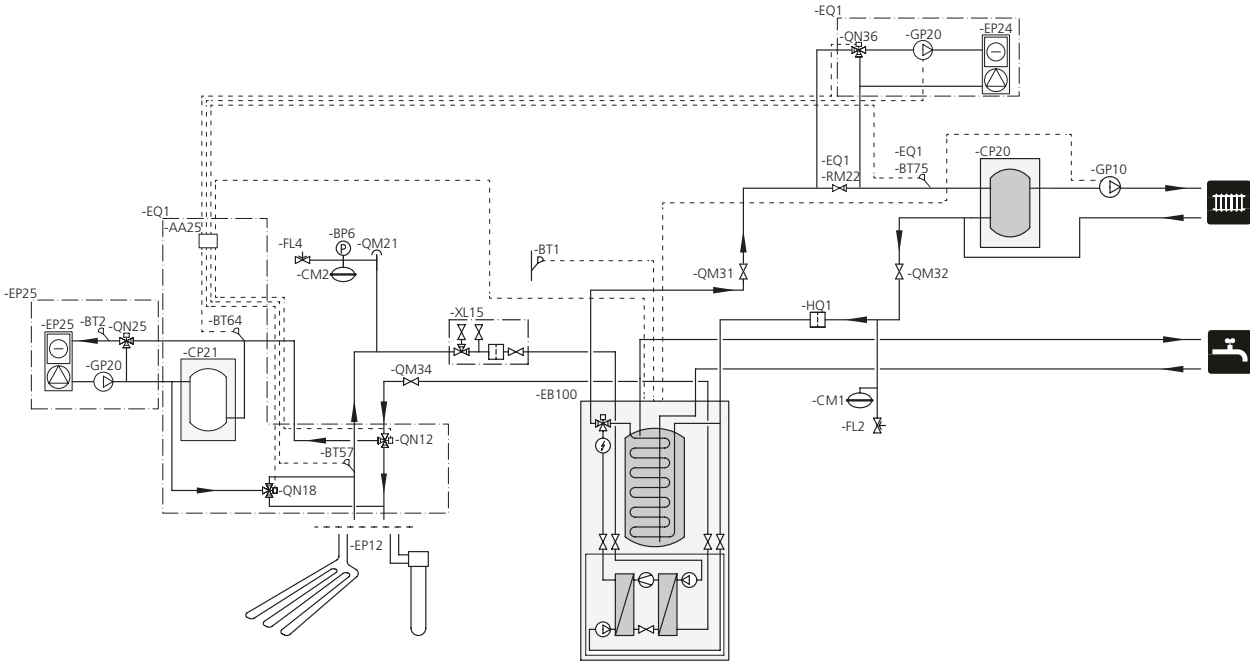 -EQ1
-QN36
-GP20
-EP24
-EQ1
-RM22
-EQ1
-BT75
-CP20
-GP10
-EQ1
-AA25
-FL4
-BP6
P
-QM21
-CM2
-BT1
-QM31
-QM32
-EP25
-EP25
-BT2
-QN25
-BT64
-XL15
-HQ1
-GP20
-CP21
-QM34
-EB100
-CM1
-FL2
-QN12
-BT57
-QN18
-EP12